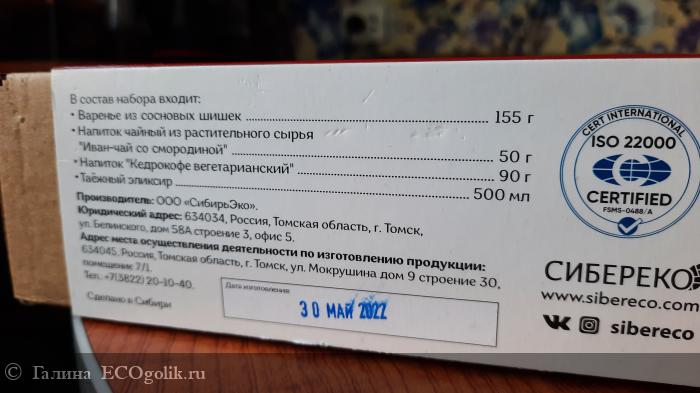 В состав набора входит:
• Варенье из сосновых шишек 155 г
• Напиток чайный из растительного сырья
"Иван-чай со смородиной" 50 г
• Напиток "Кедрокофе вегетарианский" 90 г
• Таёжный эликсир 500 мл
Производитель: ООО «СибирьЭко».
Юридический адрес: 634034, Россия, Томская область, г. Томск,
ул. Белинского, дом 58А строение 3, офис 5.
Адрес места осуществления деятельности по изготовлению продукции:
634045, Россия, Томская область, г. Томск, ул. Мокрушина дом 9 строение 30,
помещение 7/1.
Тел.: +7(3822) 20-10-40.
Сделано в Сибири
Дата изготовления
30 МАЙ 2022
CERT INTERNATIONAL
ISO 22000
CERTIFIED
FSMS-0488/A
СИБЕРЕКО
www.sibereco.com
sibereco
© Галина ECOgolik.ru